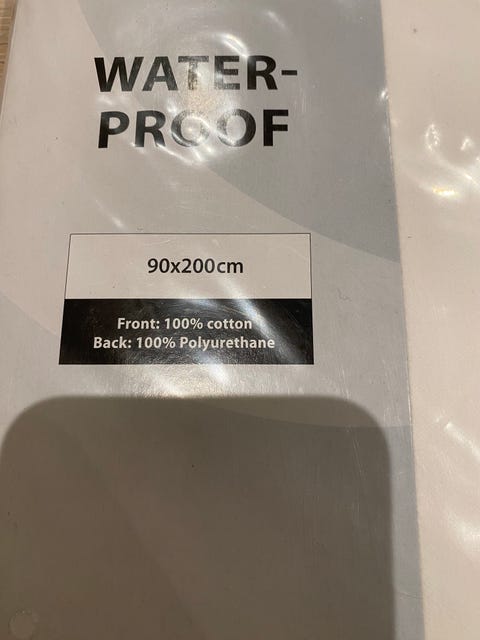 WATER-
PROOF
90x200cm
Front: 100% cotton
Back: 100% Polyurethane